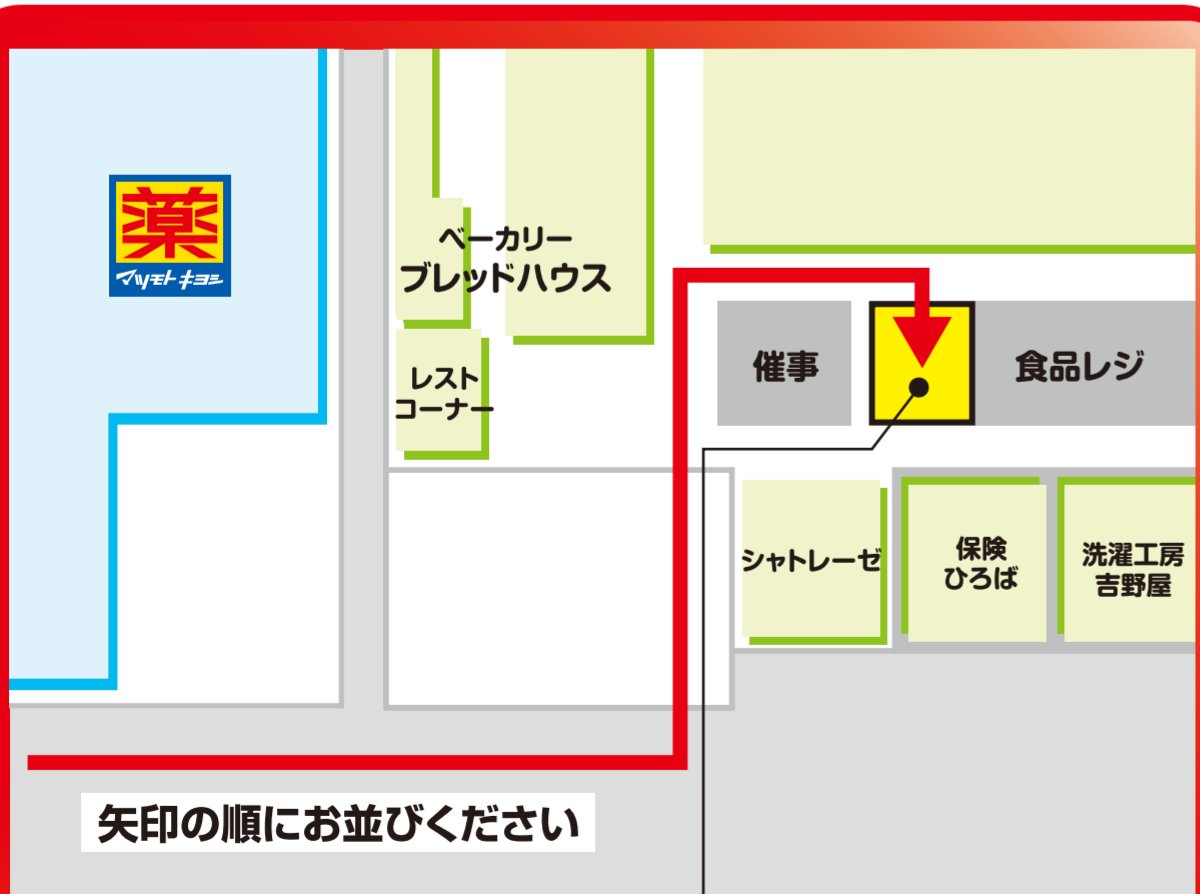 薬
マツモトキヨシ
ベーカリー
ブレッドハウス
レスト
コーナー
催事
食品レジ
シャトレーゼ
保険
ひろば
洗濯工房
吉野屋
矢印の順にお並びください